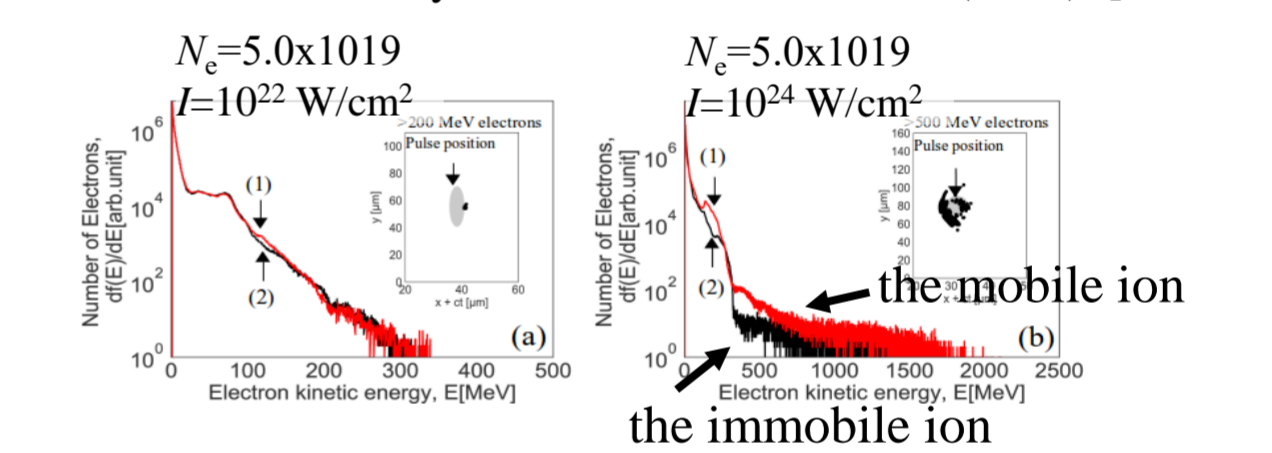 Nₑ=5.0x1019
I=10²² W/cm²
Number of Electrons,
df(E)/dE[arb.unit]
10⁶
10⁴
10²
10⁰
0
100
200
300
400
500
Electron kinetic energy, E[MeV]
(1)
(2)
(a)
>200 MeV electrons
Pulse position
y [μm]
100
80
60
40
20
0
20
40
60
x + ct [μm]
Nₑ=5.0x1019
I=10²⁴ W/cm²
Number of Electrons,
df(E)/dE[arb.unit]
10⁶
10⁴
10²
10⁰
0
500
1000
1500
2000
2500
Electron kinetic energy, E[MeV]
(1)
(2)
(b)
>500 MeV electrons
Pulse position
y [μm]
160
140
120
100
80
60
40
20
30
the mobile ion
the immobile ion